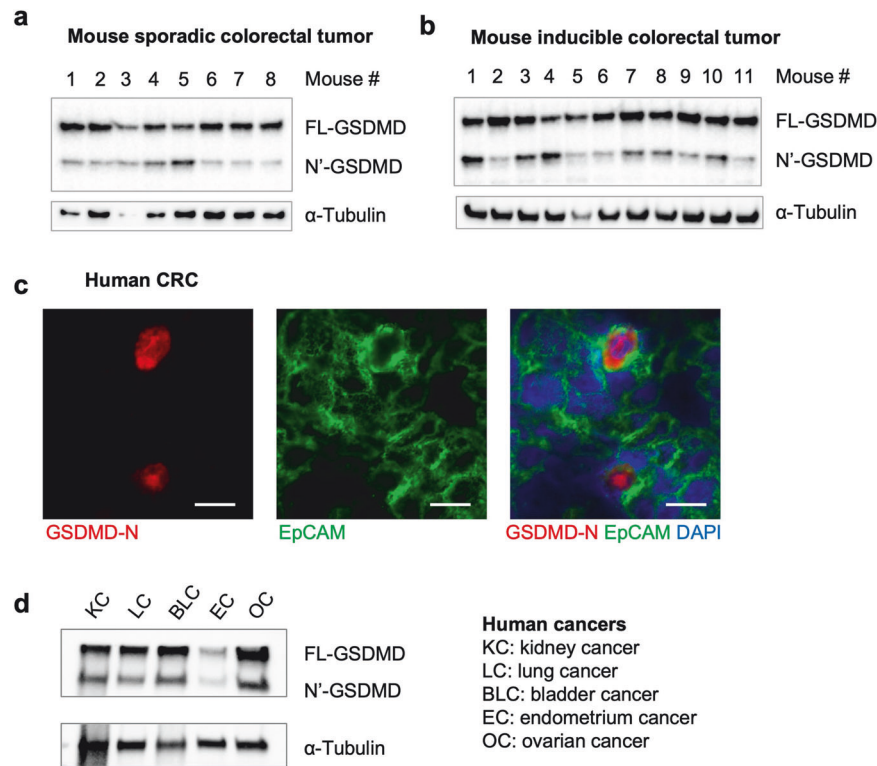 a
Mouse sporadic colorectal tumor
1 2 3 4 5 6 7 8 Mouse #
FL-GSDMD
N'-GSDMD
α-Tubulin
b
Mouse inducible colorectal tumor
1 2 3 4 5 6 7 8 9 10 11 Mouse #
FL-GSDMD
N'-GSDMD
α-Tubulin
c
Human CRC
GSDMD-N
EpCAM
GSDMD-N EpCAM DAPI
d
KC LC BLC EC OC
FL-GSDMD
N'-GSDMD
α-Tubulin
Human cancers
KC: kidney cancer
LC: lung cancer
BLC: bladder cancer
EC: endometrium cancer
OC: ovarian cancer